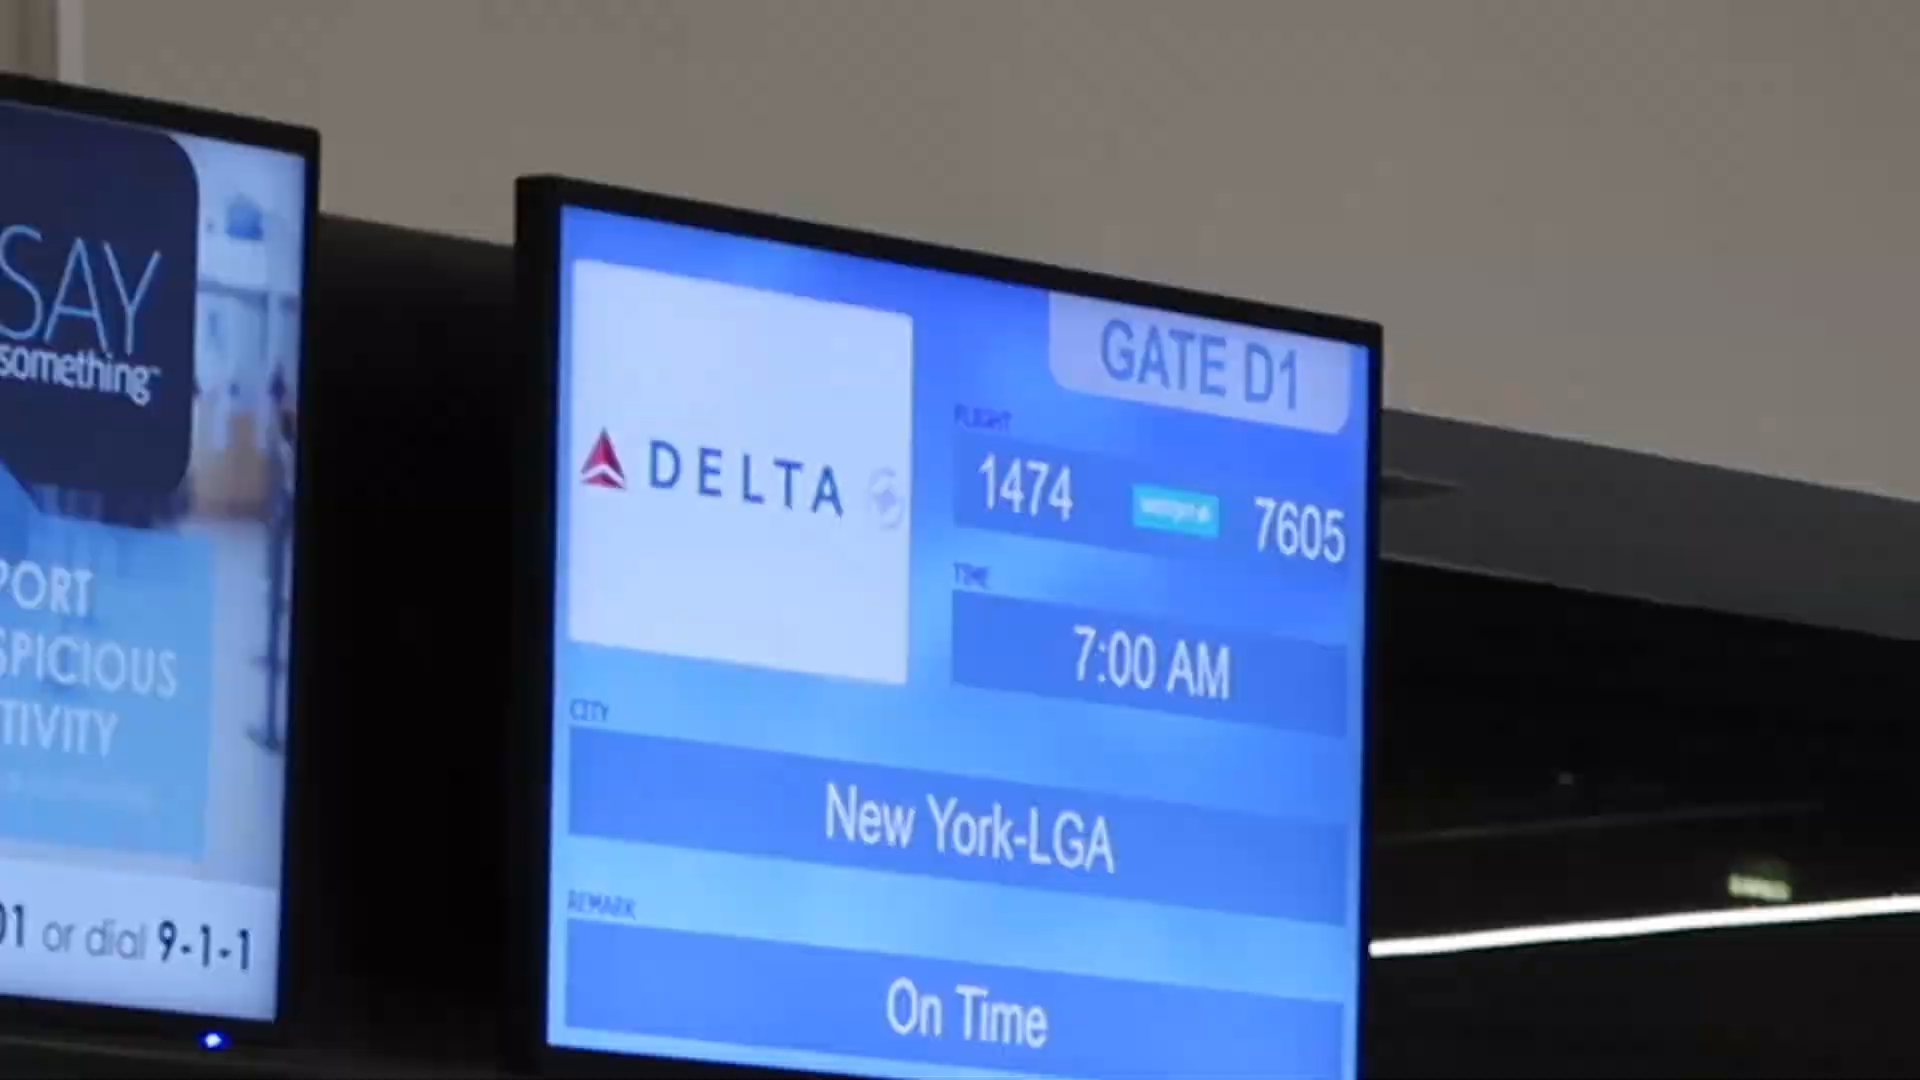 SAY
something™
PORT
SPICIOUS
TIVITY
01 or dial 9-1-1
GATE D1
DELTA
FLIGHT
1474 7605
TIME
7:00 AM
CITY
New York-LGA
REMARK
On Time